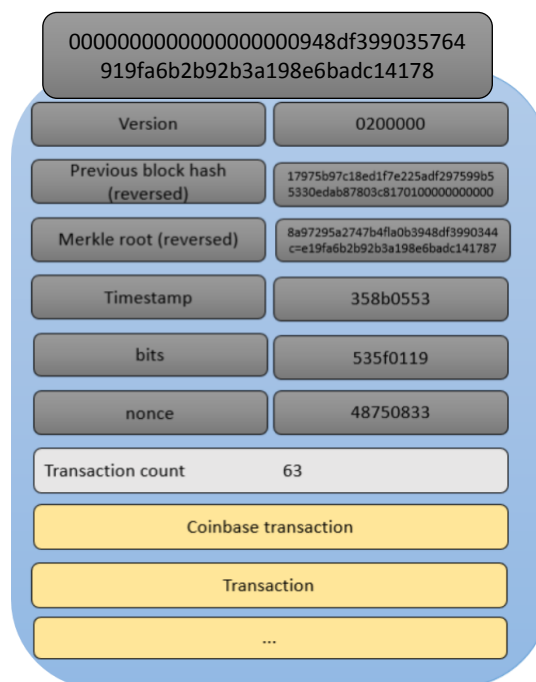 0000000000000000000948df399035764
919fa6b2b92b3a198e6badc14178
Version 0200000
Previous block hash
(reversed)
17975b97c18ed1f7e225adf297599b5
5330edab87803c8170100000000000
Merkle root (reversed)
8a97295a2747b4fla0b3948df3990344
c=e19fa6b2b92b3a198e6badc141787
Timestamp 358b0553
bits 535f0119
nonce 48750833
Transaction count 63
Coinbase transaction
Transaction
...